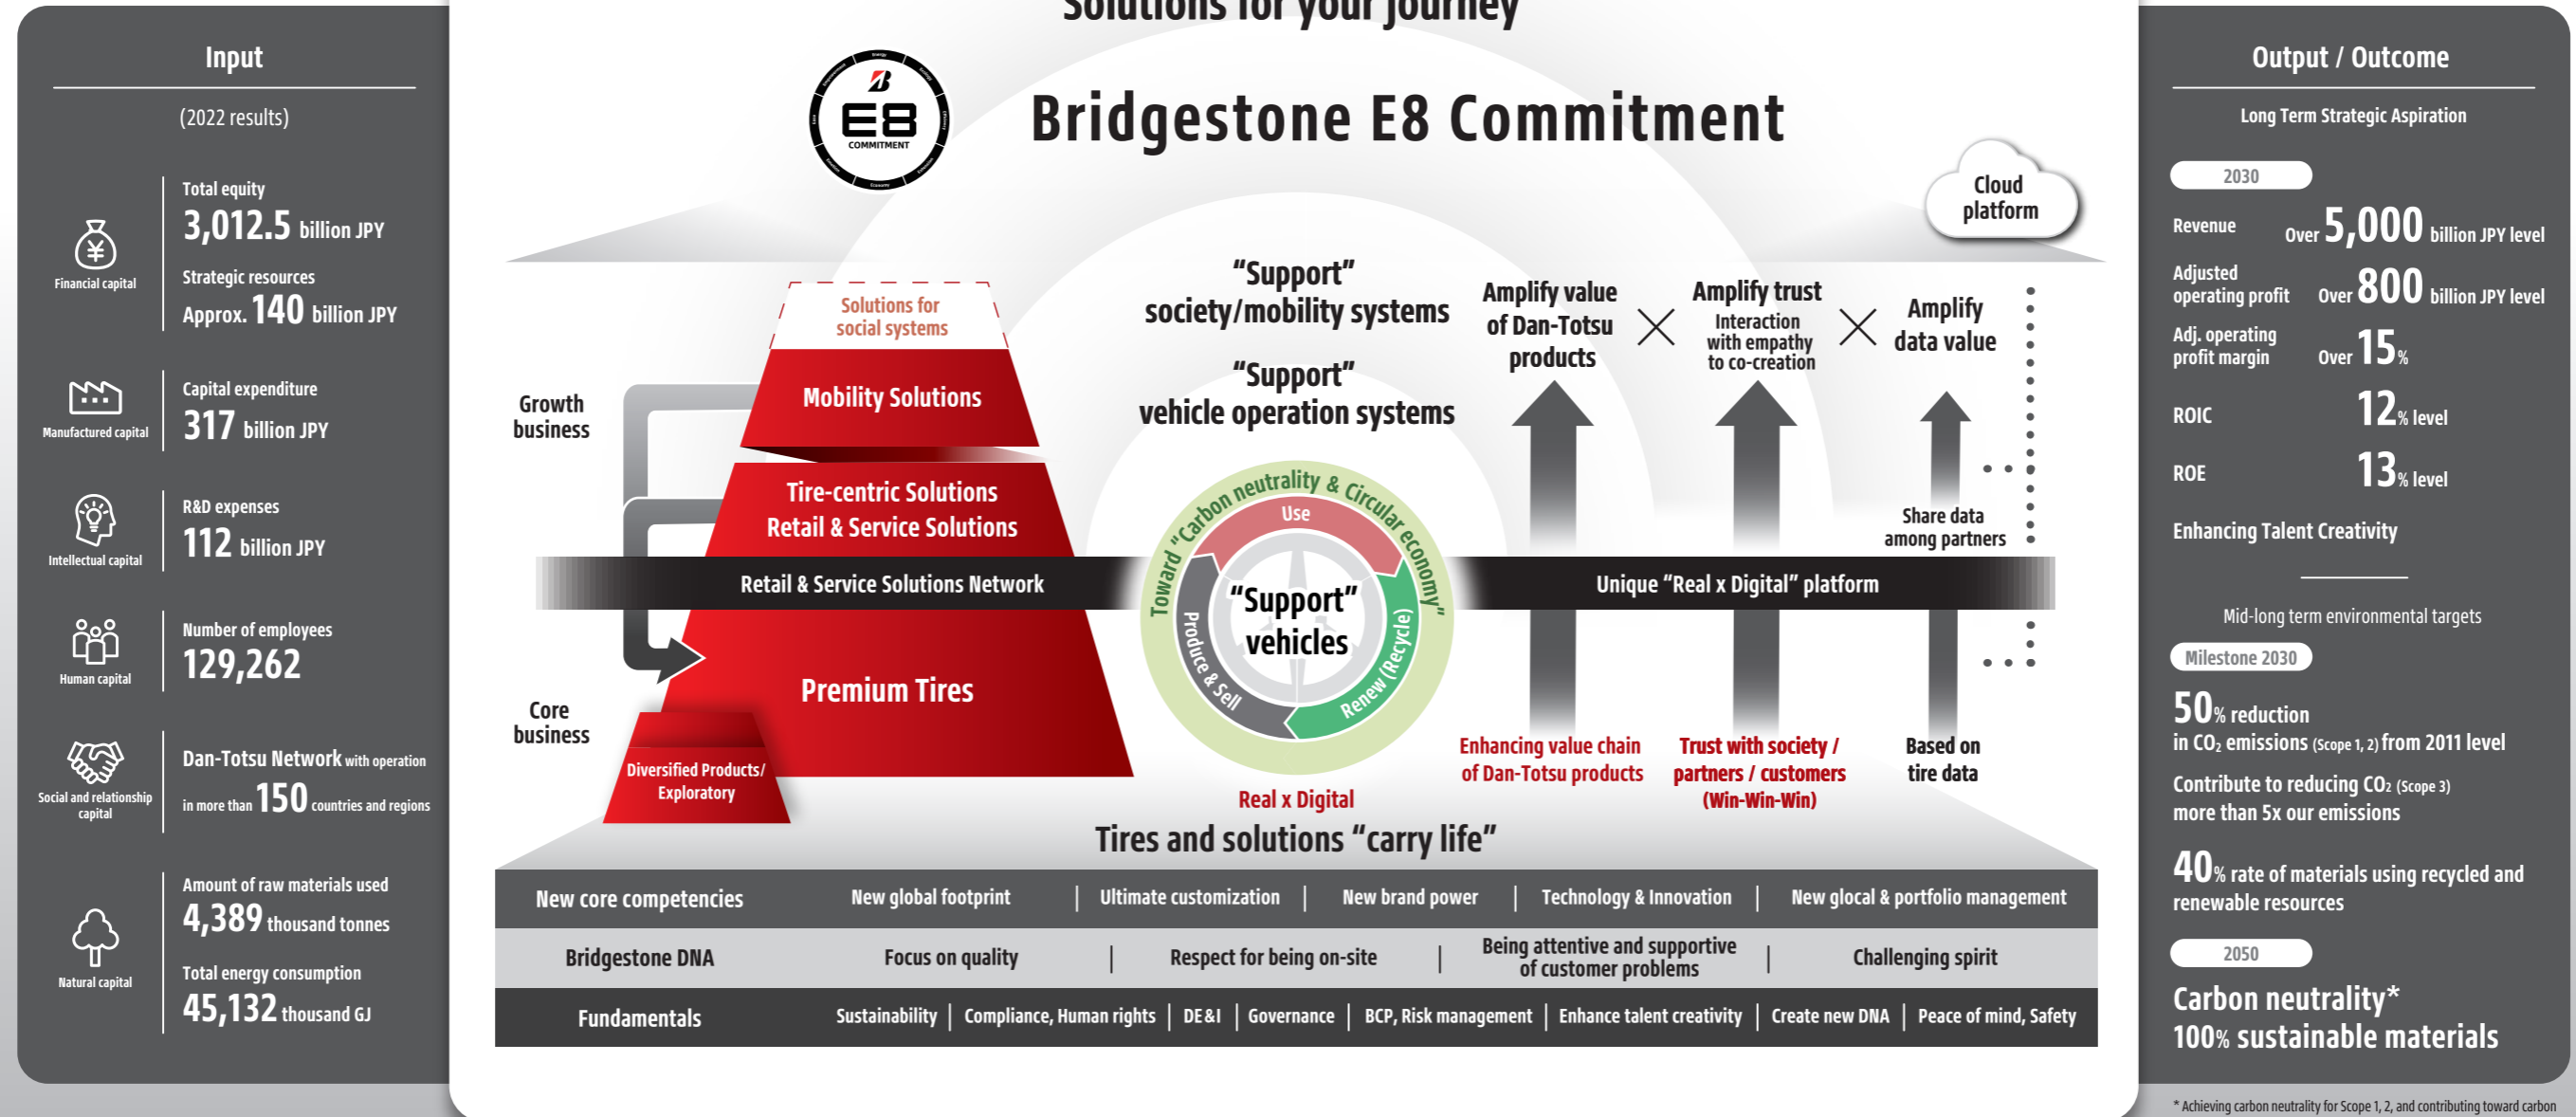 Solutions for your journey
Input
(2022 results)
Financial capital
Total equity
3,012.5 billion JPY
Strategic resources
Approx. 140 billion JPY
Manufactured capital
Capital expenditure
317 billion JPY
Intellectual capital
R&D expenses
112 billion JPY
Human capital
Number of employees
129,262
Social and relationship
capital
Dan-Totsu Network with operation
in more than 150 countries and regions
Natural capital
Amount of raw materials used
4,389 thousand tonnes
Total energy consumption
45,132 thousand GJ
E8
COMMITMENT
Bridgestone E8 Commitment
Cloud
platform
Growth
business
Core
business
Solutions for
social systems
Mobility Solutions
Tire-centric Solutions
Retail & Service Solutions
Retail & Service Solutions Network
Premium Tires
Diversified Products/
Exploratory
"Support"
society/mobility systems
"Support"
vehicle operation systems
Toward "Carbon neutrality & Circular economy"
Use
Produce & Sell
Renew (Recycle)
"Support"
vehicles
Real x Digital
Amplify value
of Dan-Totsu
products
Amplify trust
Interaction
with empathy
to co-creation
Amplify
data value
Share data
among partners
Unique "Real x Digital" platform
Enhancing value chain
of Dan-Totsu products
Trust with society /
partners / customers
(Win-Win-Win)
Based on
tire data
Tires and solutions "carry life"
New core competencies
New global footprint | Ultimate customization | New brand power | Technology & Innovation | New glocal & portfolio management
Bridgestone DNA
Focus on quality | Respect for being on-site | Being attentive and supportive
of customer problems | Challenging spirit
Fundamentals
Sustainability | Compliance, Human rights | DE&I | Governance | BCP, Risk management | Enhance talent creativity | Create new DNA | Peace of mind, Safety
Output / Outcome
Long Term Strategic Aspiration
2030
Revenue Over 5,000 billion JPY level
Adjusted
operating profit Over 800 billion JPY level
Adj. operating
profit margin Over 15%
ROIC 12% level
ROE 13% level
Enhancing Talent Creativity
Mid-long term environmental targets
Milestone 2030
50% reduction
in CO₂ emissions (Scope 1, 2) from 2011 level
Contribute to reducing CO₂ (Scope 3)
more than 5x our emissions
40% rate of materials using recycled and
renewable resources
2050
Carbon neutrality*
100% sustainable materials
* Achieving carbon neutrality for Scope 1, 2, and contributing toward carbon